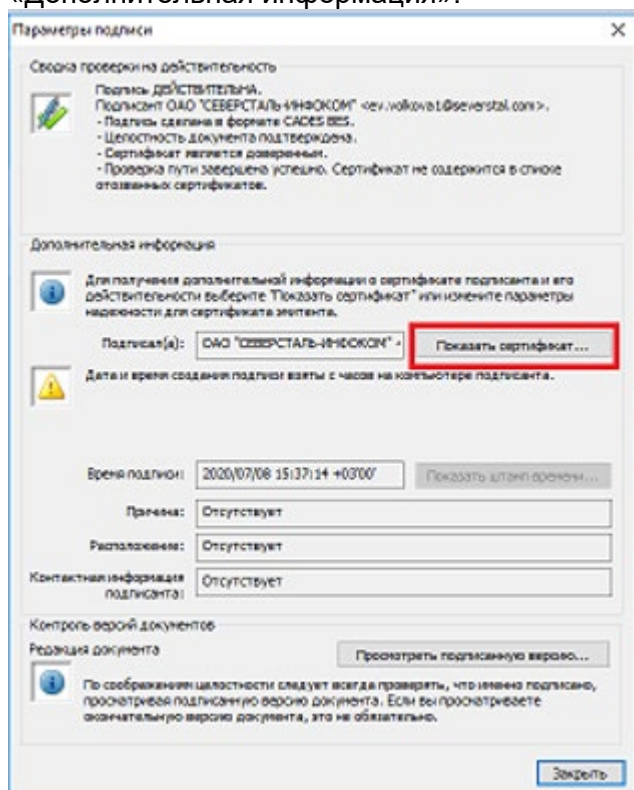 «Дополнительная информация».
Параметры подписи
Сводка проверки на действительность
Подпись ДЕЙСТВИТЕЛЬНА.
Подписант ОАО "СЕВЕРСТАЛЬ-ИНФОКОМ" <ev.volkova1@severstal.com>.
- Подпись сделана в формате CADES BES.
- Целостность документа подтверждена.
- Сертификат является доверенным.
- Проверка пути завершена успешно. Сертификат не содержится в списке
отозванных сертификатов.
Дополнительная информация
Для получения дополнительной информации о сертификате подписанта и его
действительности выберите "Показать сертификат" или измените параметры
надежности для сертификата эмитента.
Подписал(а): ОАО "СЕВЕРСТАЛЬ-ИНФОКОМ" < Показать сертификат...
Дата и время создания подписи взяты с часов на компьютере подписанта.
Время подписи: 2020/07/08 15:37:14 +03'00' Показать штамп времени...
Причина: Отсутствует
Расположение: Отсутствует
Контактная информация
подписанта: Отсутствует
Контроль версий документов
Редакция документа Просмотреть подписанную версию...
По соображениям целостности следует всегда проверять, что именно подписано,
просматривая подписанную версию документа. Если вы просматриваете
окончательную версию документа, это не обязательно.
Закрыть